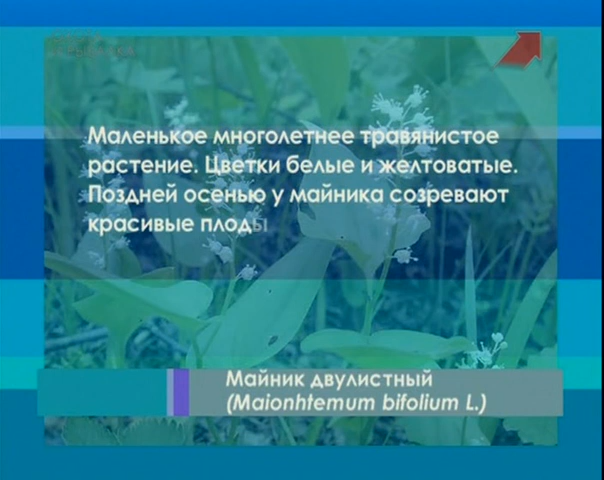 Маленькое многолетнее травянистое
растение. Цветки белые и желтоватые.
Поздней осенью у майника созревают
красивые плоды
Майник двулистный
(Maionhtemum bifolium L.)